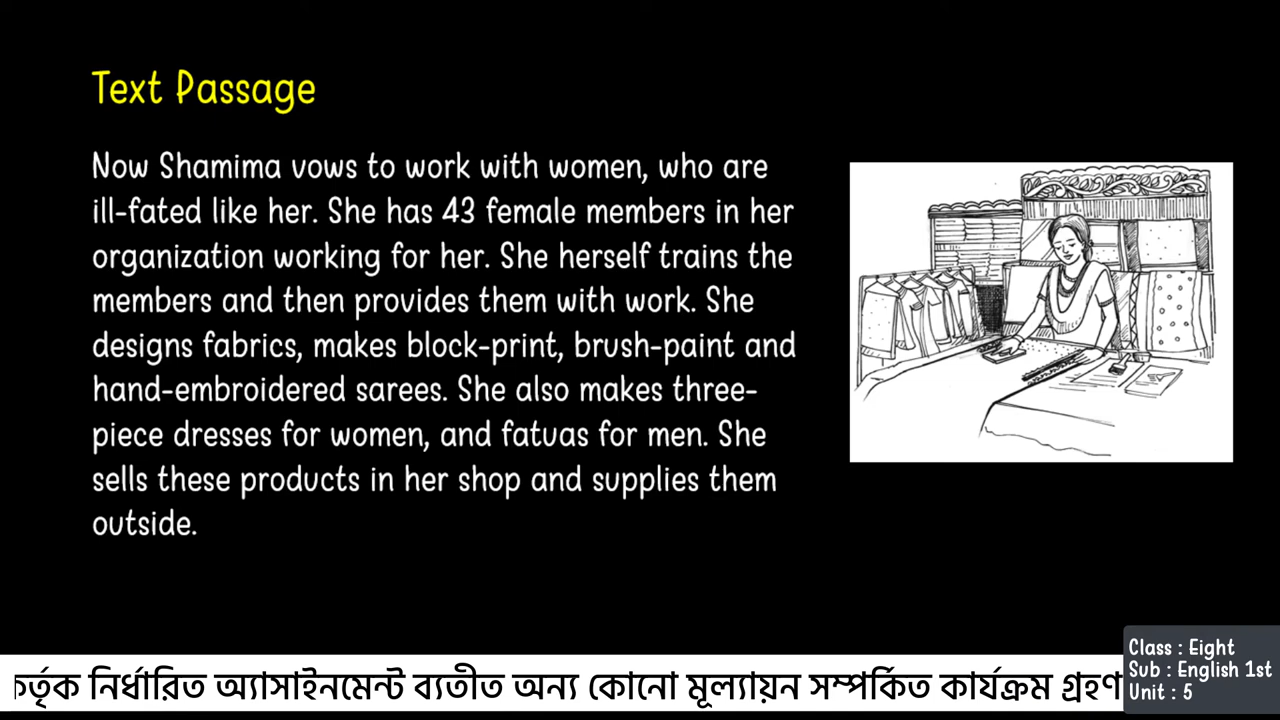 Text Passage
Now Shamima vows to work with women, who are
ill-fated like her. She has 43 female members in her
organization working for her. She herself trains the
members and then provides them with work. She
designs fabrics, makes block-print, brush-paint and
hand-embroidered sarees. She also makes three-
piece dresses for women, and fatuas for men. She
sells these products in her shop and supplies them
outside.
নির্ধারিত অ্যাসাইনমেন্ট ব্যতীত অন্য কোনো মূল্যায়ন সম্পর্কিত কার্যক্রম গ্রহণ
Class : Eight
Sub : English 1st
Unit : 5